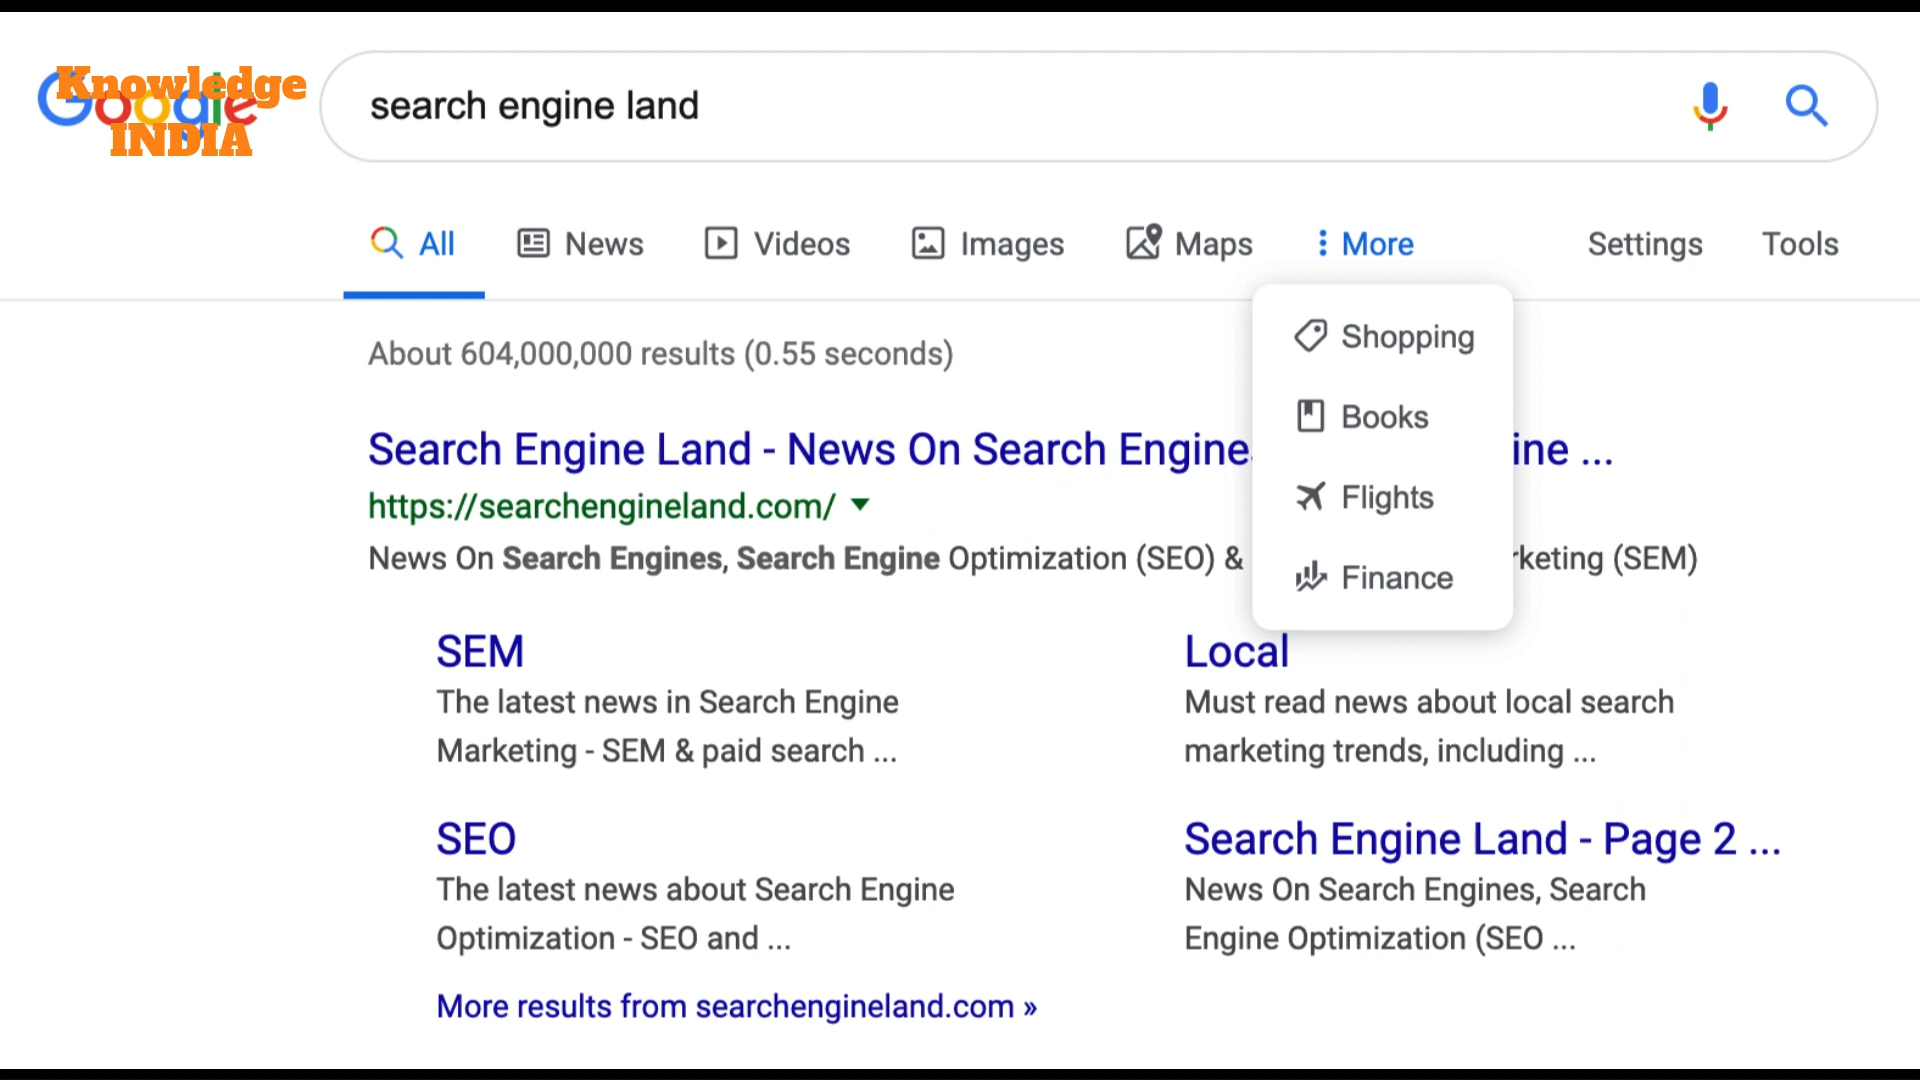 Google
Knowledge
INDIA
search engine land
All
News
Videos
Images
Maps
More
Settings
Tools
Shopping
Books
Flights
Finance
About 604,000,000 results (0.55 seconds)
Search Engine Land - News On Search Engine ine ...
https://searchengineland.com/
News On Search Engines, Search Engine Optimization (SEO) & rketing (SEM)
SEM
The latest news in Search Engine
Marketing - SEM & paid search ...
Local
Must read news about local search
marketing trends, including ...
SEO
The latest news about Search Engine
Optimization - SEO and ...
Search Engine Land - Page 2 ...
News On Search Engines, Search
Engine Optimization (SEO ...
More results from searchengineland.com »